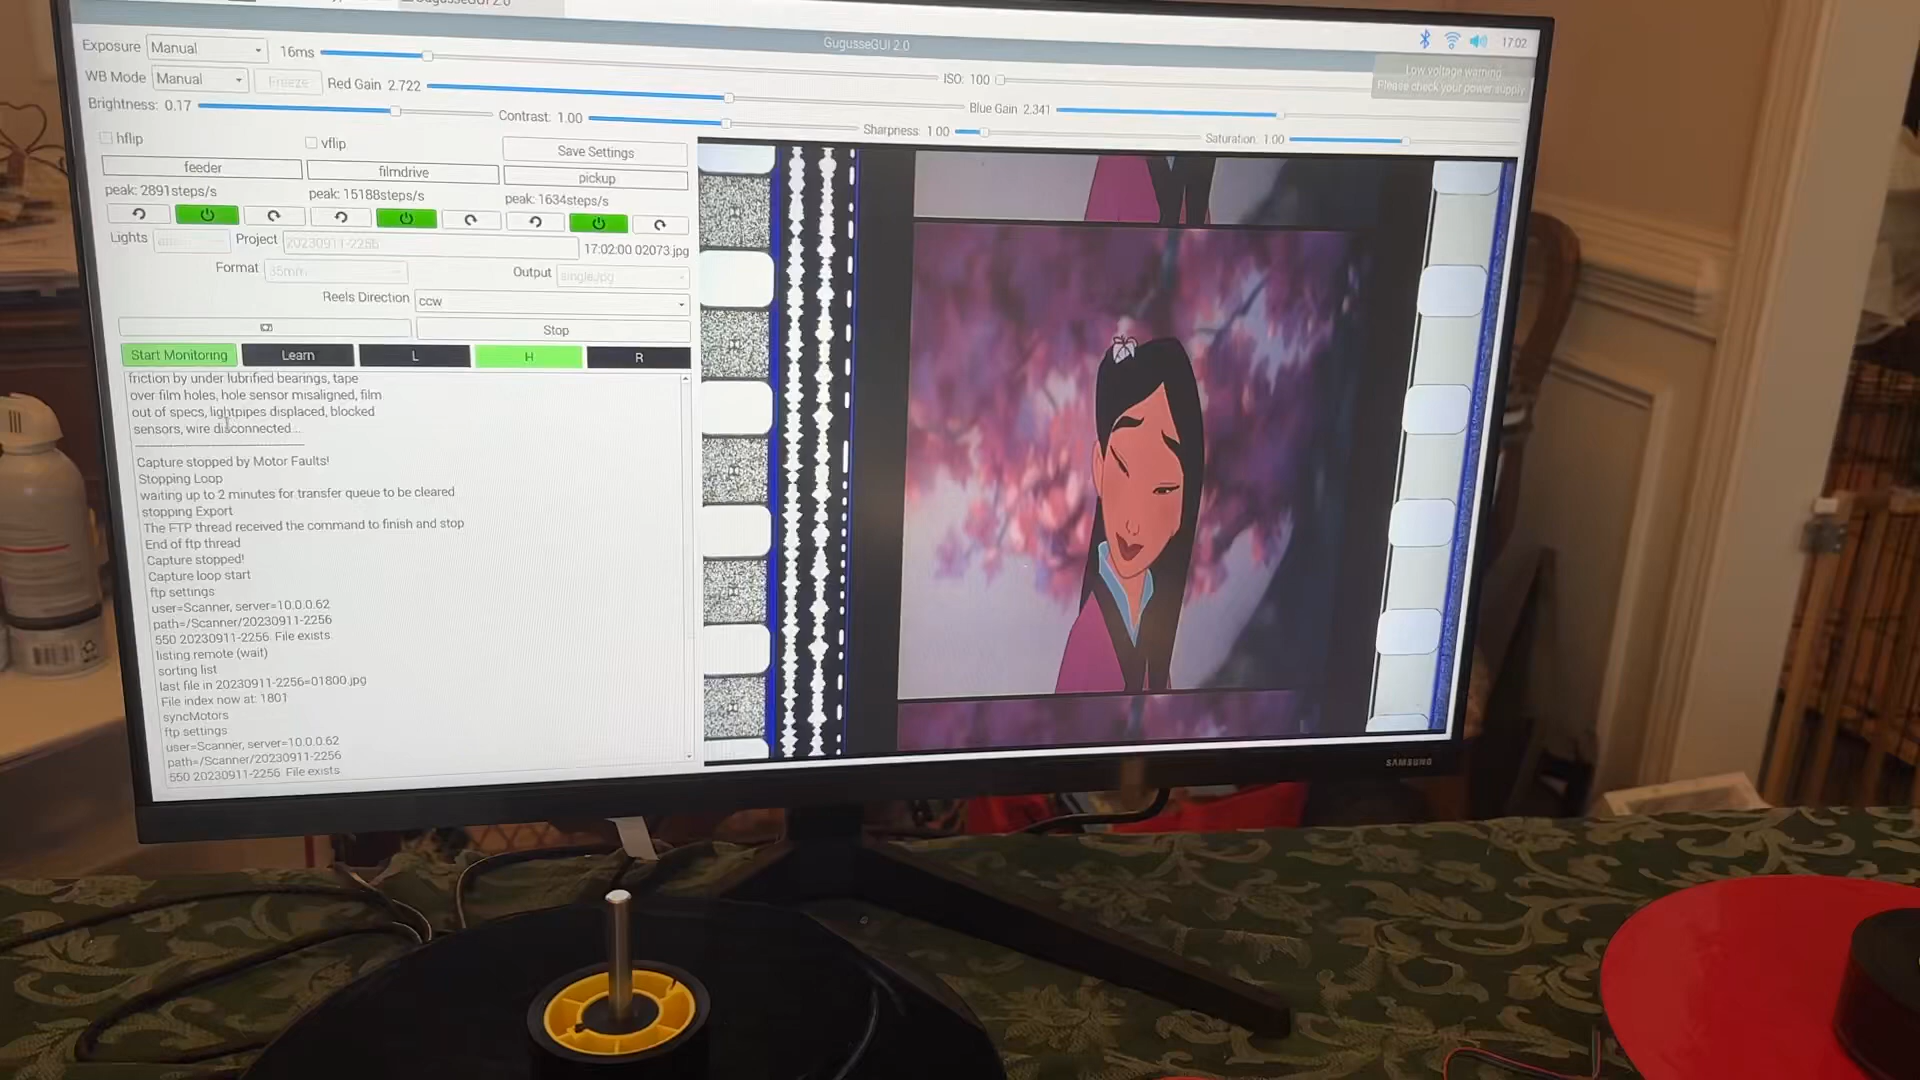 GugusseGUI 2.0
GugusseGUI 2.0
17:02
Low voltage warning
Please check your power supply
Exposure Manual 16ms ISO: 100
WB Mode Manual Freeze Red Gain 2.722 Blue Gain 2.341
Brightness: 0.17 Contrast: 1.00 Sharpness: 1.00 Saturation: 1.00
hflip vflip Save Settings
feeder filmdrive pickup
peak: 2891steps/s peak: 15188steps/s peak: 1634steps/s
Lights Project 20230911-2256 17:02:00 02073.jpg
Format 35mm Output singlejpg
Reels Direction ccw
Stop
Start Monitoring Learn L H R
friction by under lubrified bearings, tape
over film holes, hole sensor misaligned, film
out of specs, lightpipes displaced, blocked
sensors, wire disconnected...
Capture stopped by Motor Faults!
Stopping Loop
waiting up to 2 minutes for transfer queue to be cleared
stopping Export
The FTP thread received the command to finish and stop
End of ftp thread
Capture stopped!
Capture loop start
ftp settings
user=Scanner, server=10.0.0.62
path=/Scanner/20230911-2256
550 20230911-2256: File exists
listing remote (wait)
sorting list
last file in 20230911-2256=01800.jpg
File index now at: 1801
syncMotors
ftp settings
user=Scanner, server=10.0.0.62
path=/Scanner/20230911-2256
550 20230911-2256: File exists
SAMSUNG